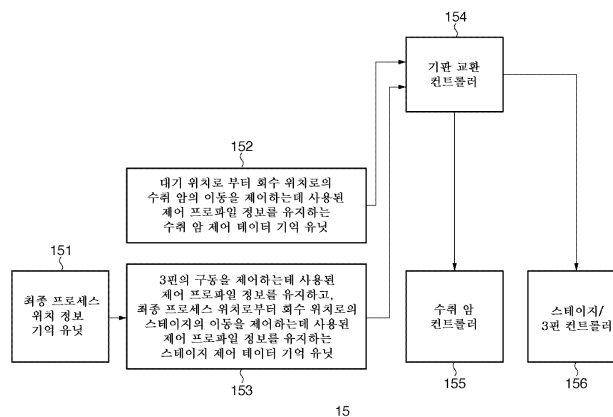 154
기판 교환
컨트롤러
152
대기 위치로 부터 회수 위치로의
수취 암의 이동을 제어하는데 사용된
제어 프로파일 정보를 유지하는
수취 암 제어 데이터 기억 유닛
151
최종 프로세스
위치 정보
기억 유닛
3핀의 구동을 제어하는데 사용된
제어 프로파일 정보를 유지하고,
최종 프로세스 위치로부터 회수 위치로의
스테이지의 이동을 제어하는데 사용된
제어 프로파일 정보를 유지하는
스테이지 제어 데이터 기억 유닛
153
수취 암
컨트롤러
155
스테이지/
3핀 컨트롤러
156
15